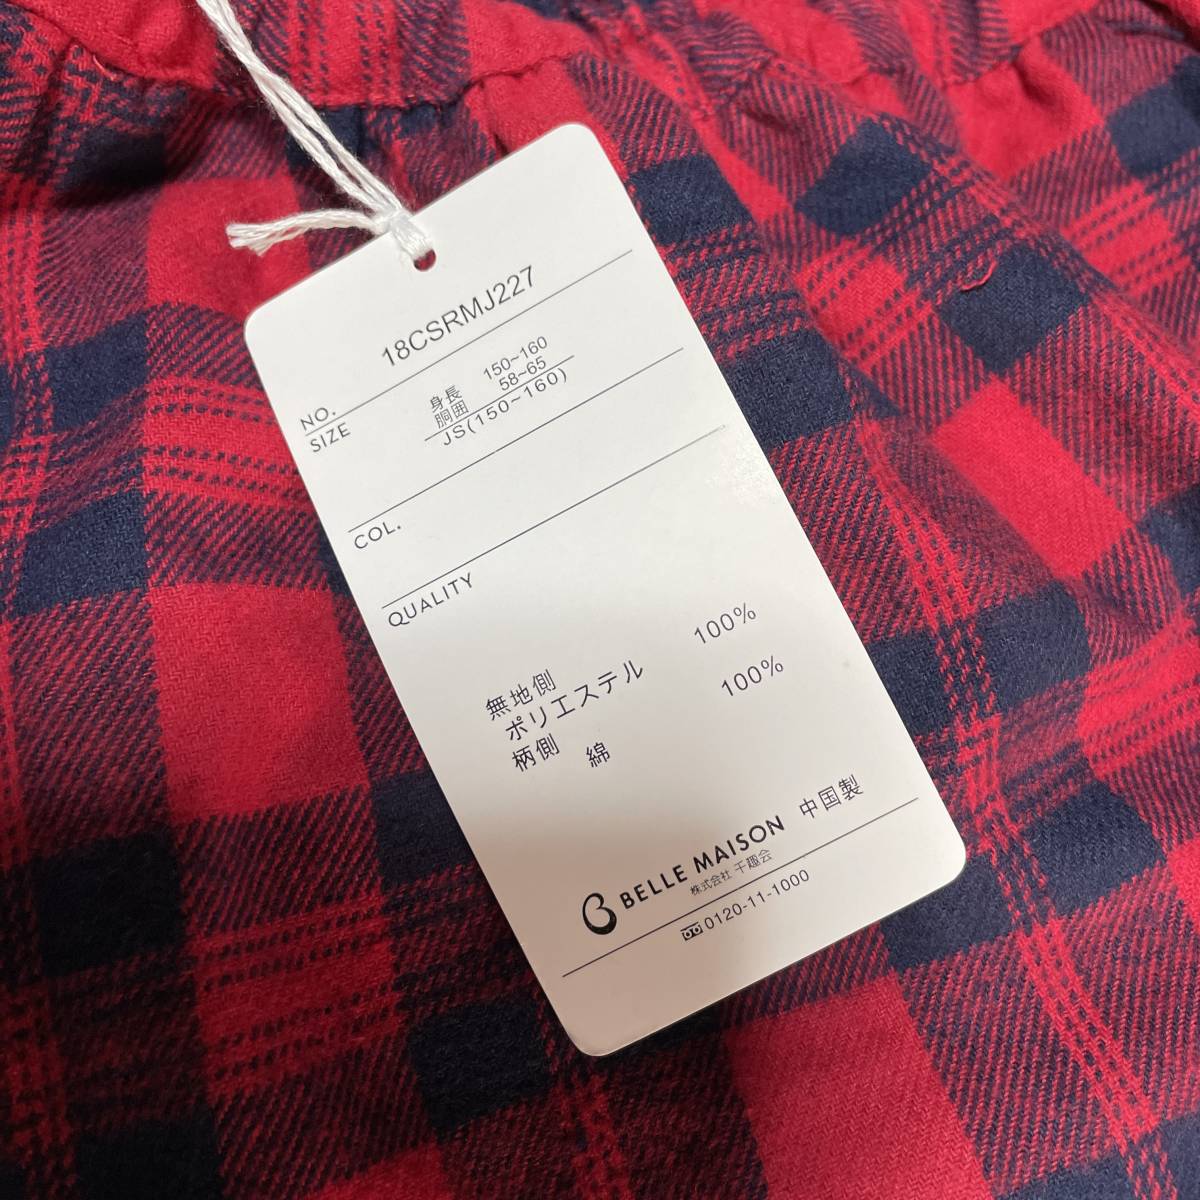 NO. 18CSRMJ227
SIZE 身長 150~160
胴囲 58~65
JS(150~160)
COL.
QUALITY
無地側
ポリエステル 100%
柄側 綿 100%
BELLE MAISON 中国製
株式会社 千趣会
0120-11-1000